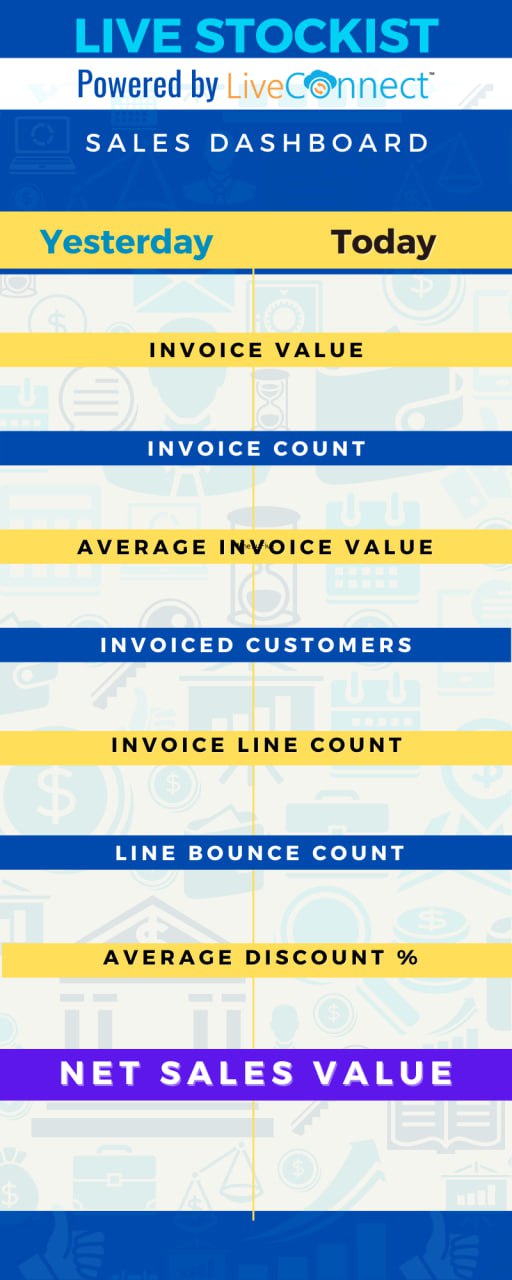 LIVE STOCKIST
Powered by LiveConnect™
SALES DASHBOARD
Yesterday Today
INVOICE VALUE
INVOICE COUNT
AVERAGE INVOICE VALUE
INVOICED CUSTOMERS
INVOICE LINE COUNT
LINE BOUNCE COUNT
AVERAGE DISCOUNT %
NET SALES VALUE